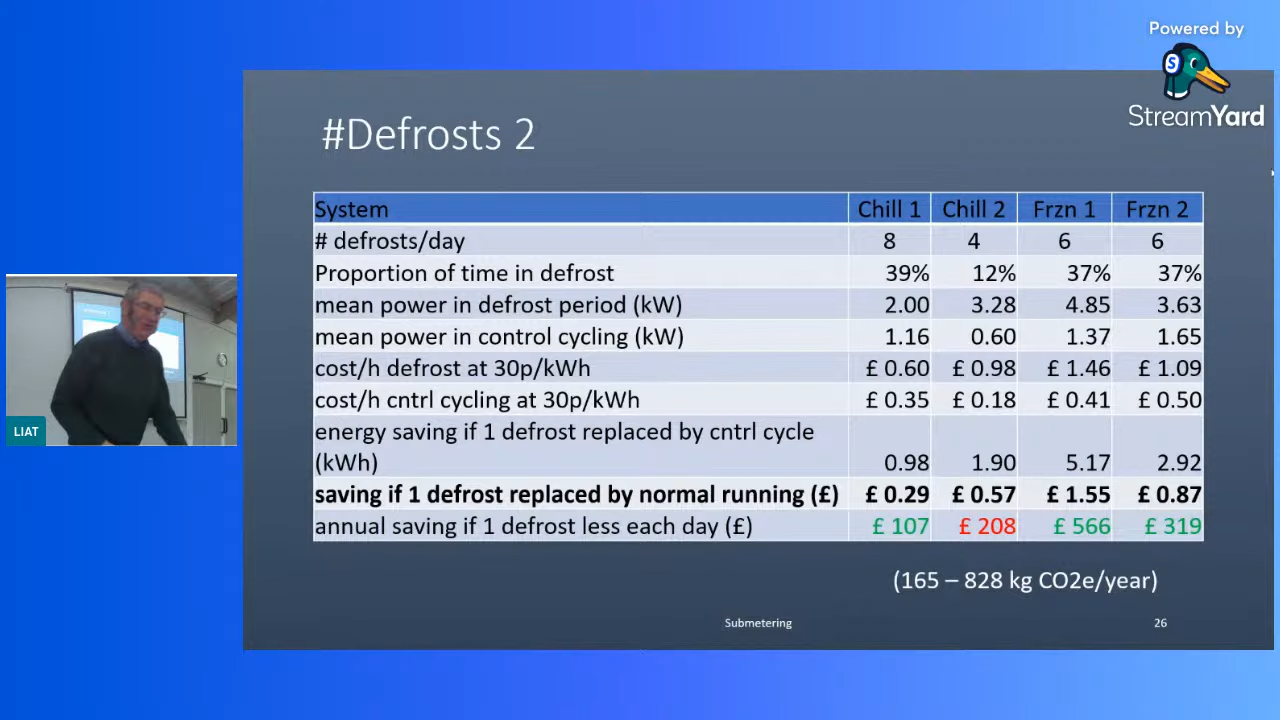 Powered by
S
StreamYard
#Defrosts 2
System Chill 1 Chill 2 Frzn 1 Frzn 2
# defrosts/day 8 4 6 6
Proportion of time in defrost 39% 12% 37% 37%
mean power in defrost period (kW) 2.00 3.28 4.85 3.63
mean power in control cycling (kW) 1.16 0.60 1.37 1.65
cost/h defrost at 30p/kWh £ 0.60 £ 0.98 £ 1.46 £ 1.09
cost/h cntrl cycling at 30p/kWh £ 0.35 £ 0.18 £ 0.41 £ 0.50
energy saving if 1 defrost replaced by cntrl cycle
(kWh) 0.98 1.90 5.17 2.92
saving if 1 defrost replaced by normal running (£) £ 0.29 £ 0.57 £ 1.55 £ 0.87
annual saving if 1 defrost less each day (£) £ 107 £ 208 £ 566 £ 319
(165 – 828 kg CO2e/year)
Submetering 26
LIAT